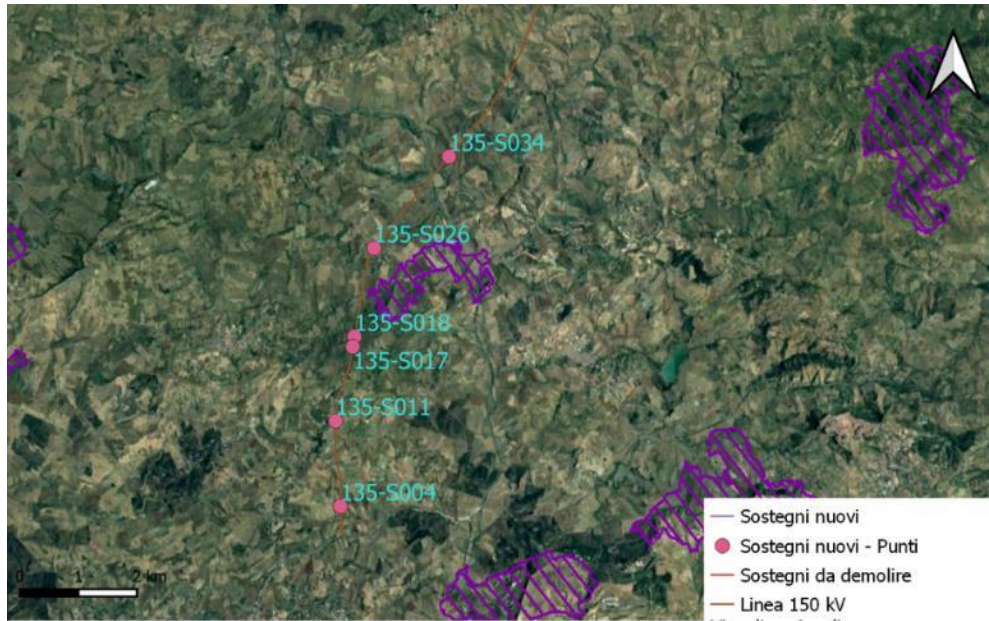 135-S034
135-S026
135-S018
135-S017
135-S011
135-S004
0 1 2 km
Sostegni nuovi
Sostegni nuovi - Punti
Sostegni da demolire
Linea 150 kV